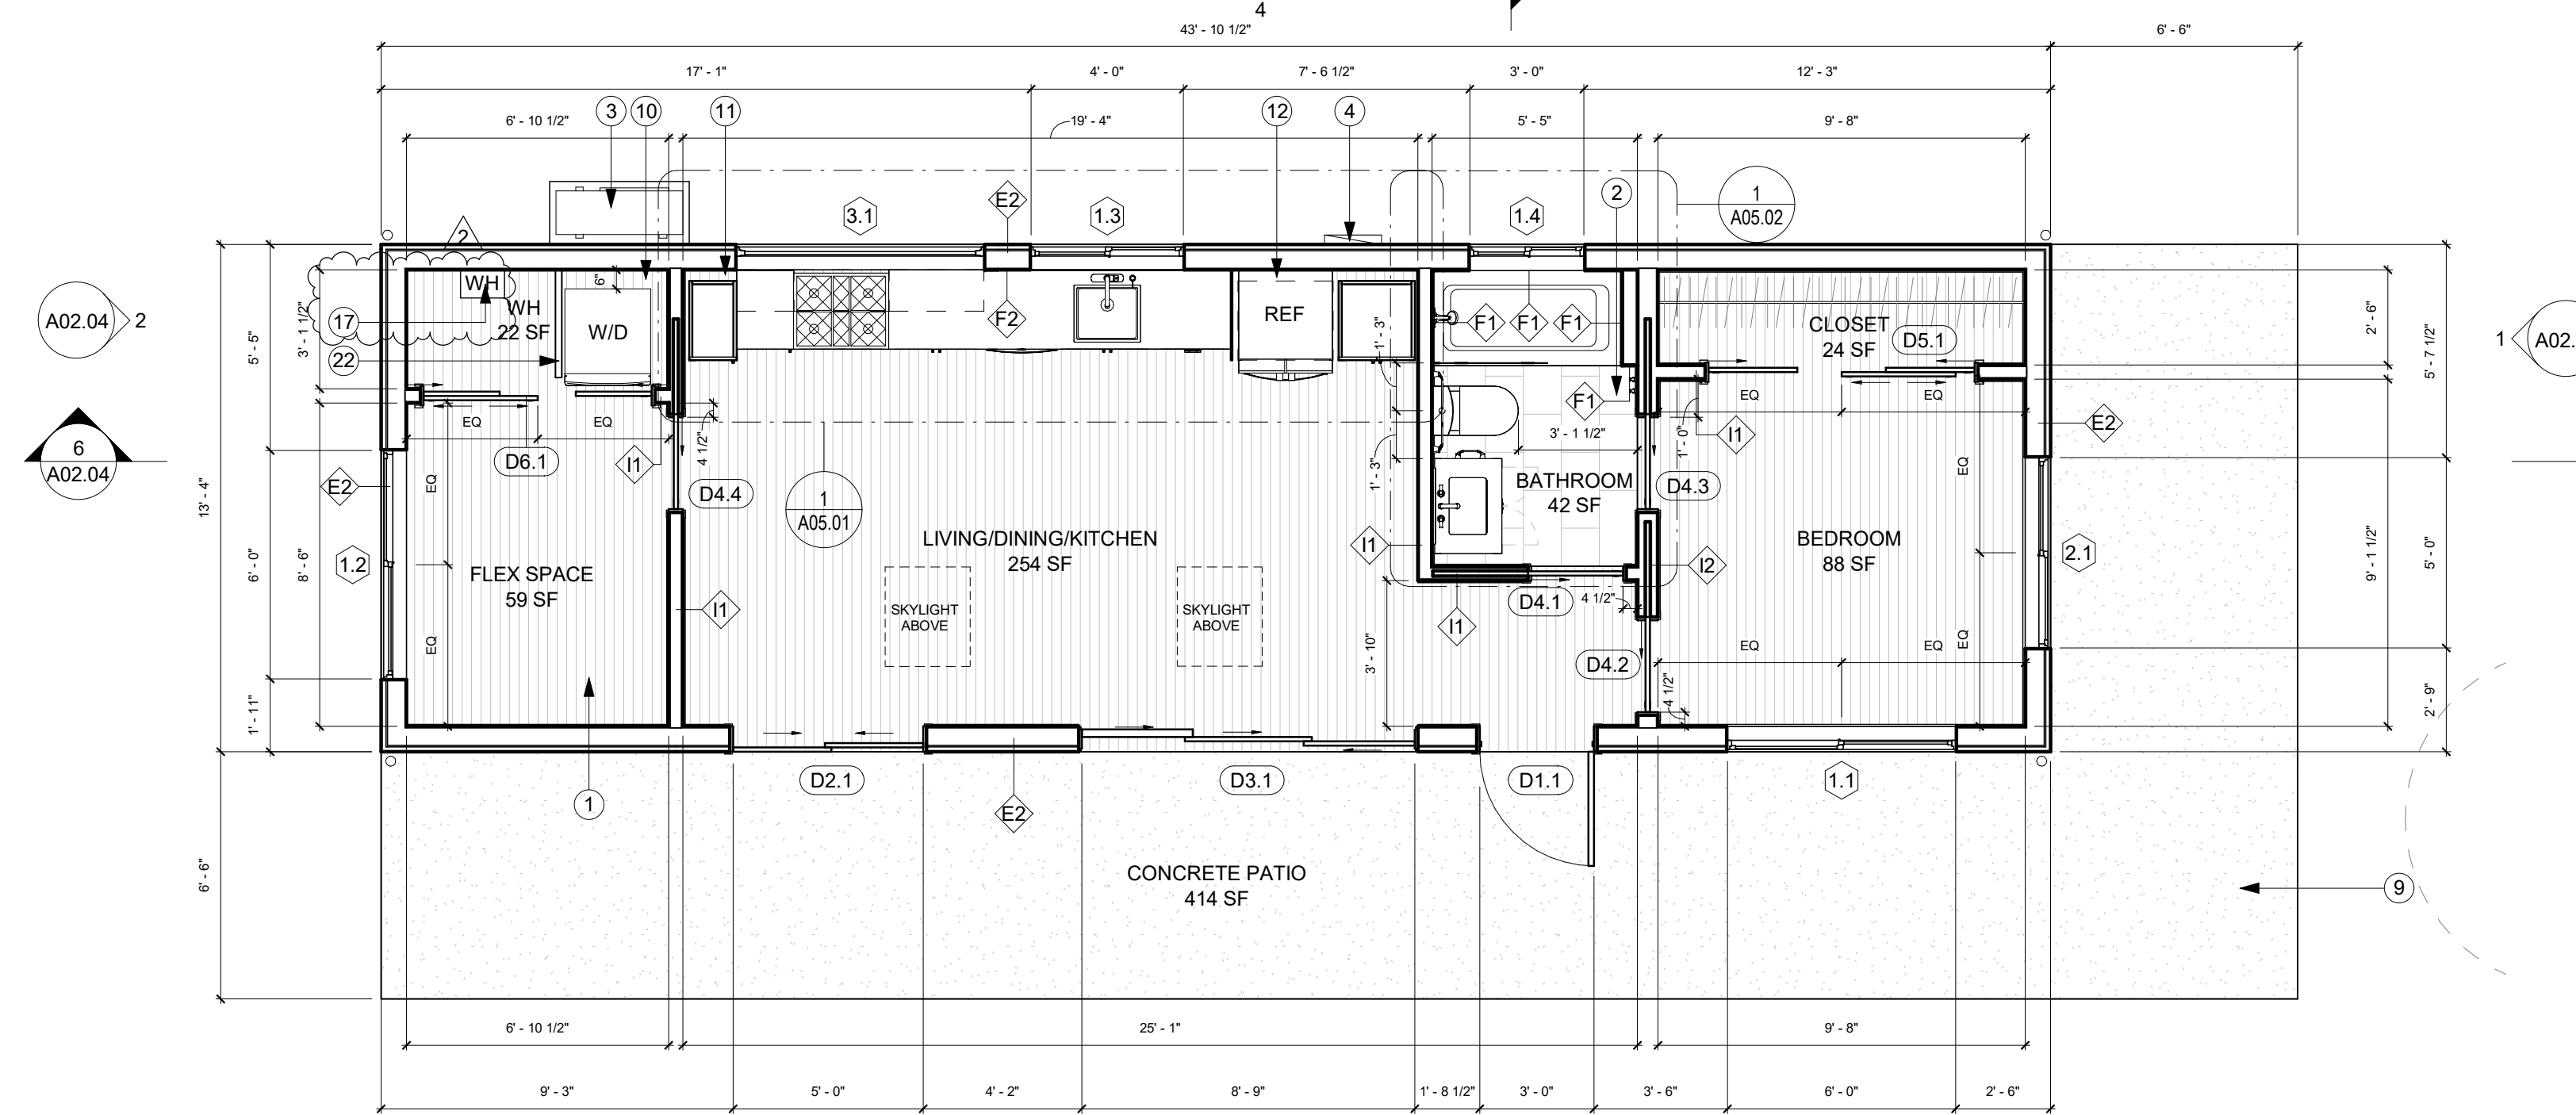 4
43' - 10 1/2"
6' - 6"
17' - 1"
4' - 0"
7' - 6 1/2"
3' - 0"
12' - 3"
6' - 10 1/2"
3
10
11
19' - 4"
12
4
5' - 5"
9' - 8"
2
1
A05.02
3.1
E2
1.3
1.4
2
WH
WH
22 SF
6"
W/D
17
22
F2
REF
F1
F1
F1
F1
CLOSET
24 SF
D5.1
A02.04
2
1
A02.
5' - 5"
3' - 1 1/2"
1' - 3"
2' - 6"
5' - 7 1/2"
EQ
EQ
EQ
EQ
6
A02.04
D6.1
I1
4 1/2"
3' - 1 1/2"
1' - 0"
I1
E2
E2
EQ
D4.4
1
A05.01
1' - 3"
BATHROOM
42 SF
D4.3
EQ
13' - 4"
6' - 0"
8' - 6"
1.2
FLEX SPACE
59 SF
LIVING/DINING/KITCHEN
254 SF
I1
I2
BEDROOM
88 SF
2.1
9' - 1 1/2"
5' - 0"
I1
SKYLIGHT
ABOVE
SKYLIGHT
ABOVE
D4.1
4 1/2"
I1
EQ
3' - 10"
D4.2
EQ
EQ
EQ
4 1/2"
1' - 11"
2' - 9"
1
D2.1
E2
D3.1
D1.1
1.1
6' - 6"
CONCRETE PATIO
414 SF
9
6' - 10 1/2"
25' - 1"
9' - 8"
9' - 3"
5' - 0"
4' - 2"
8' - 9"
1' - 8 1/2"
3' - 0"
3' - 6"
6' - 0"
2' - 6"